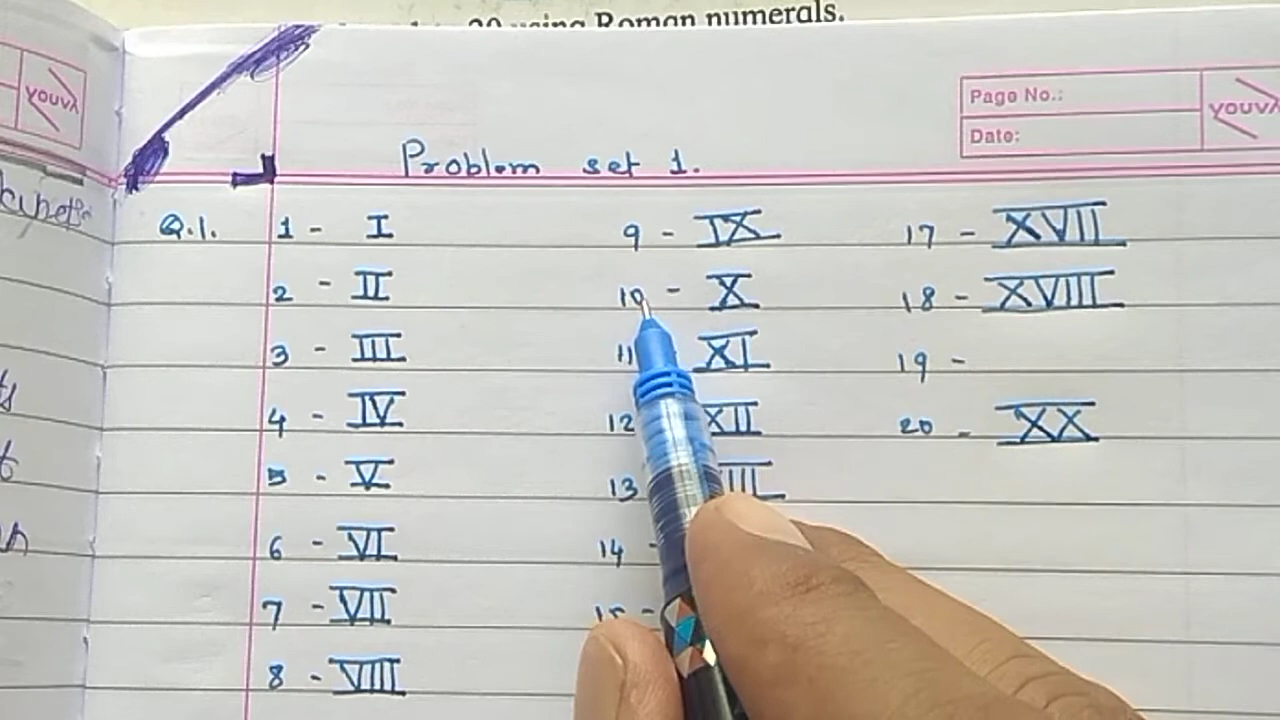 20 using Roman numerals.
youva
Page No.:
Date:
youva
Problem set 1.
Q.1. 1 - I
2 - II
3 - III
4 - IV
5 - V
6 - VI
7 - VII
8 - VIII
9 - IX
10 - X
11 XI
12 XII
13
14 -
15 -
17 - XVII
18 - XVIII
19 -
20 - XX